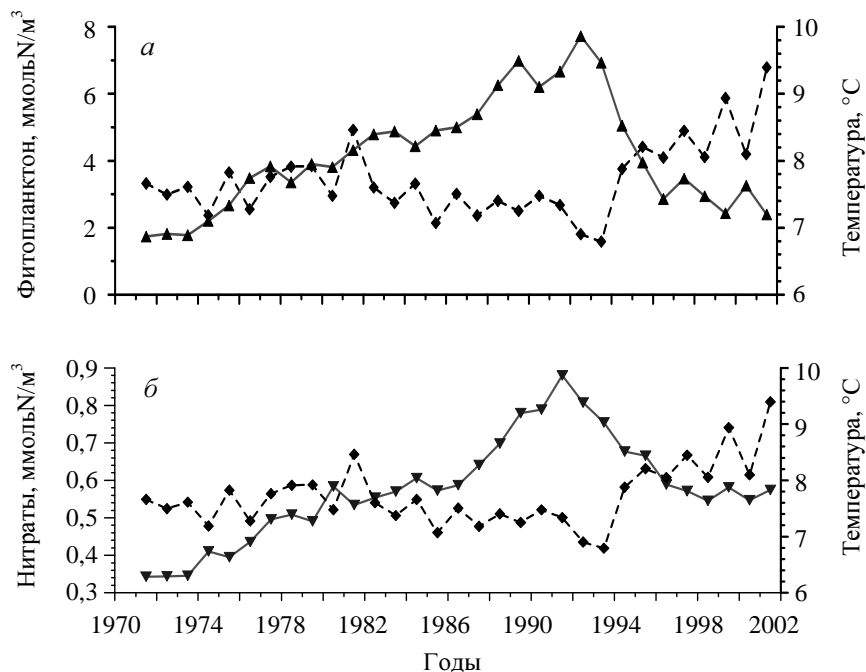 а
Фитопланктон, ммольN/м³
8
6
4
2
0
Температура, °C
10
9
8
7
6
б
Нитраты, ммольN/м³
0,9
0,8
0,7
0,6
0,5
0,4
0,3
Температура, °C
10
9
8
7
6
1970 1974 1978 1982 1986 1990 1994 1998 2002
Годы